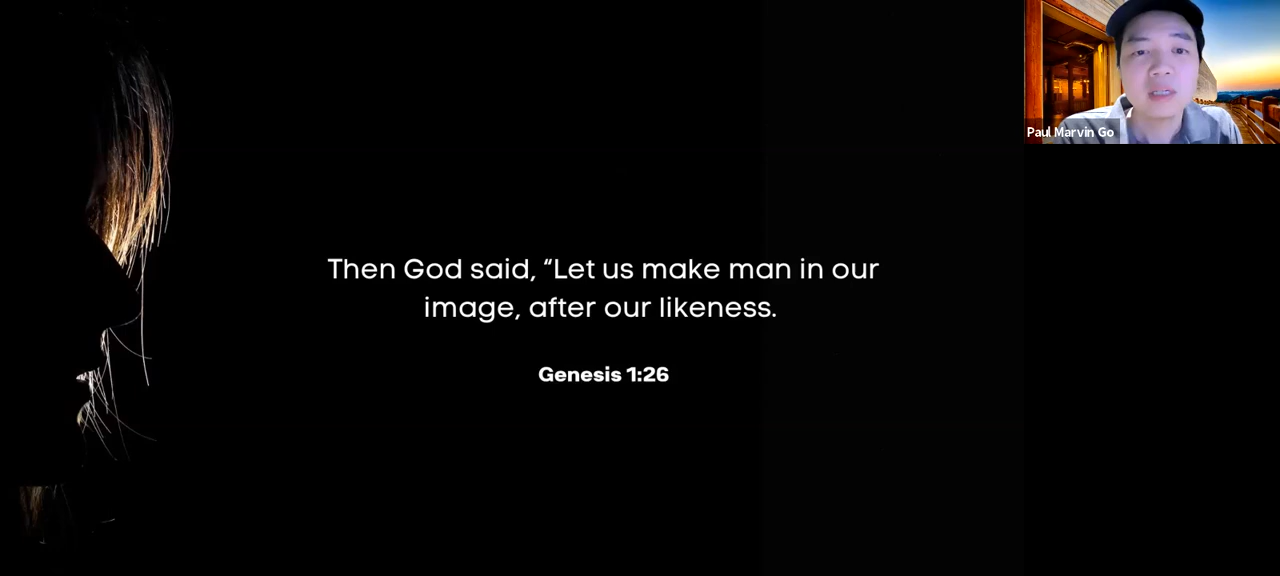 Paul Marvin Go
Then God said, “Let us make man in our
image, after our likeness.
Genesis 1:26